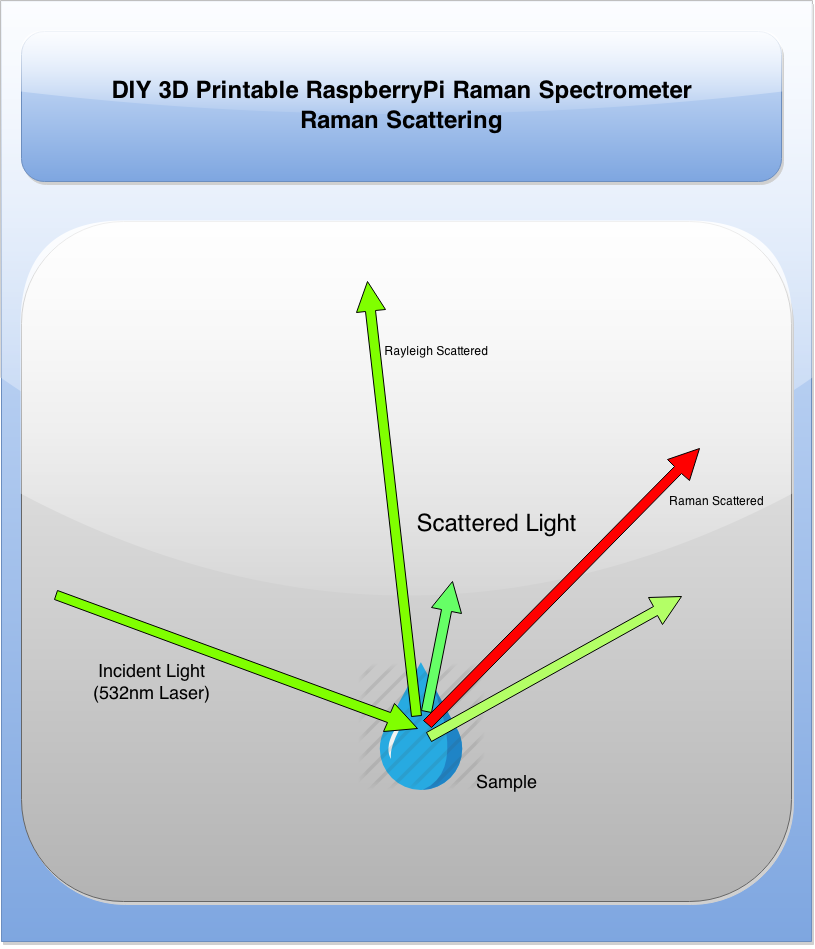 DIY 3D Printable RaspberryPi Raman Spectrometer
Raman Scattering
Rayleigh Scattered
Raman Scattered
Scattered Light
Incident Light
(532nm Laser)
Sample